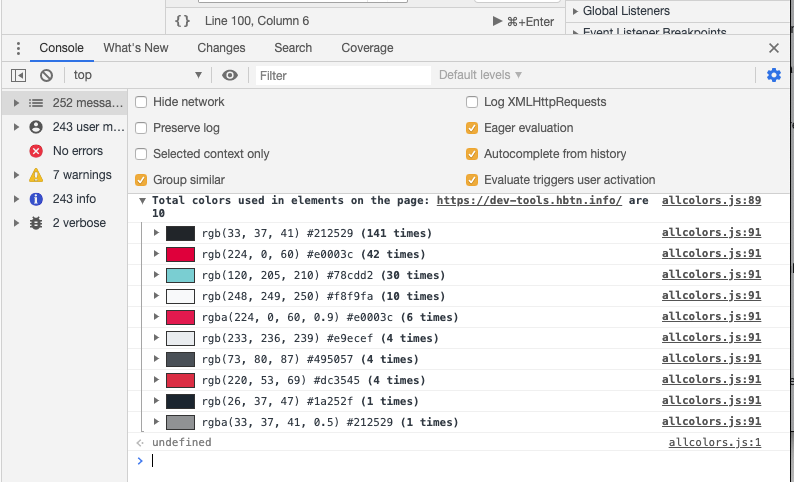 {} Line 100, Column 6 ▶ ⌘+Enter
▶ Global Listeners
▶ Event Listener Breakpoints
Console What's New Changes Search Coverage
top ▼ Filter Default levels ▼
252 messa...
243 user m...
No errors
7 warnings
243 info
2 verbose
Hide network
Log XMLHttpRequests
Preserve log
Eager evaluation
Selected context only
Autocomplete from history
Group similar
Evaluate triggers user activation
▼ Total colors used in elements on the page: https://dev-tools.hbtn.info/ are allcolors.js:89
10
▶ rgb(33, 37, 41) #212529 (141 times) allcolors.js:91
▶ rgb(224, 0, 60) #e0003c (42 times) allcolors.js:91
▶ rgb(120, 205, 210) #78cdd2 (30 times) allcolors.js:91
▶ rgb(248, 249, 250) #f8f9fa (10 times) allcolors.js:91
▶ rgba(224, 0, 60, 0.9) #e0003c (6 times) allcolors.js:91
▶ rgb(233, 236, 239) #e9ecef (4 times) allcolors.js:91
▶ rgb(73, 80, 87) #495057 (4 times) allcolors.js:91
▶ rgb(220, 53, 69) #dc3545 (4 times) allcolors.js:91
▶ rgb(26, 37, 47) #1a252f (1 times) allcolors.js:91
▶ rgba(33, 37, 41, 0.5) #212529 (1 times) allcolors.js:91
undefined allcolors.js:1
>